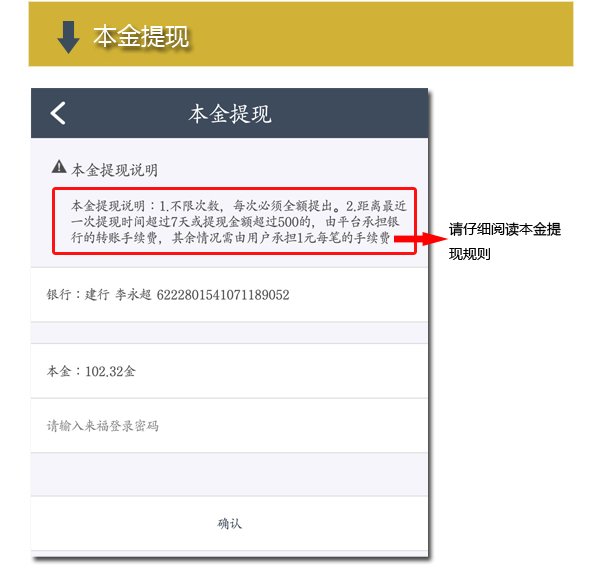 本金提现
本金提现
本金提现说明
本金提现说明：1.不限次数，每次必须全额提出。2.距离最近
一次提现时间超过7天或提现金额超过500的，由平台承担银
行的转账手续费，其余情况需由用户承担1元每笔的手续费
请仔细阅读本金提
现规则
银行：建行 李永超 6222801541071189052
本金：102.32金
请输入来福登录密码
确认